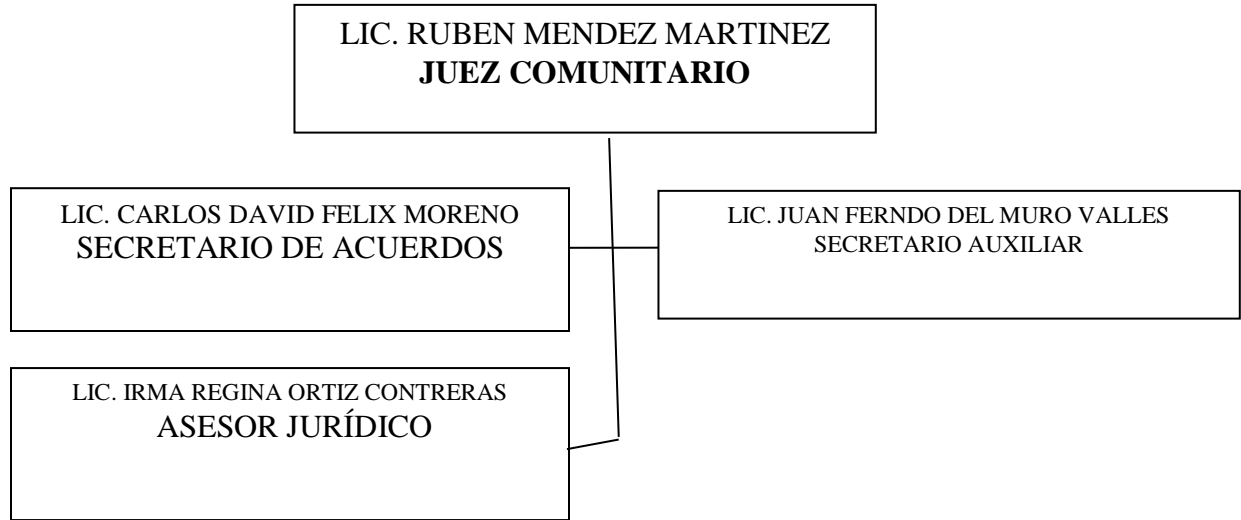 LIC. RUBEN MENDEZ MARTINEZ
JUEZ COMUNITARIO
LIC. CARLOS DAVID FELIX MORENO
SECRETARIO DE ACUERDOS
LIC. JUAN FERNDO DEL MURO VALLES
SECRETARIO AUXILIAR
LIC. IRMA REGINA ORTIZ CONTRERAS
ASESOR JURÍDICO